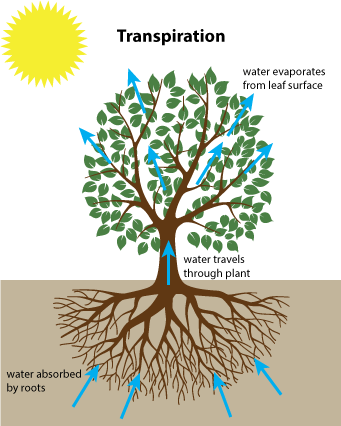 Transpiration
water evaporates
from leaf surface
water travels
through plant
water absorbed
by roots